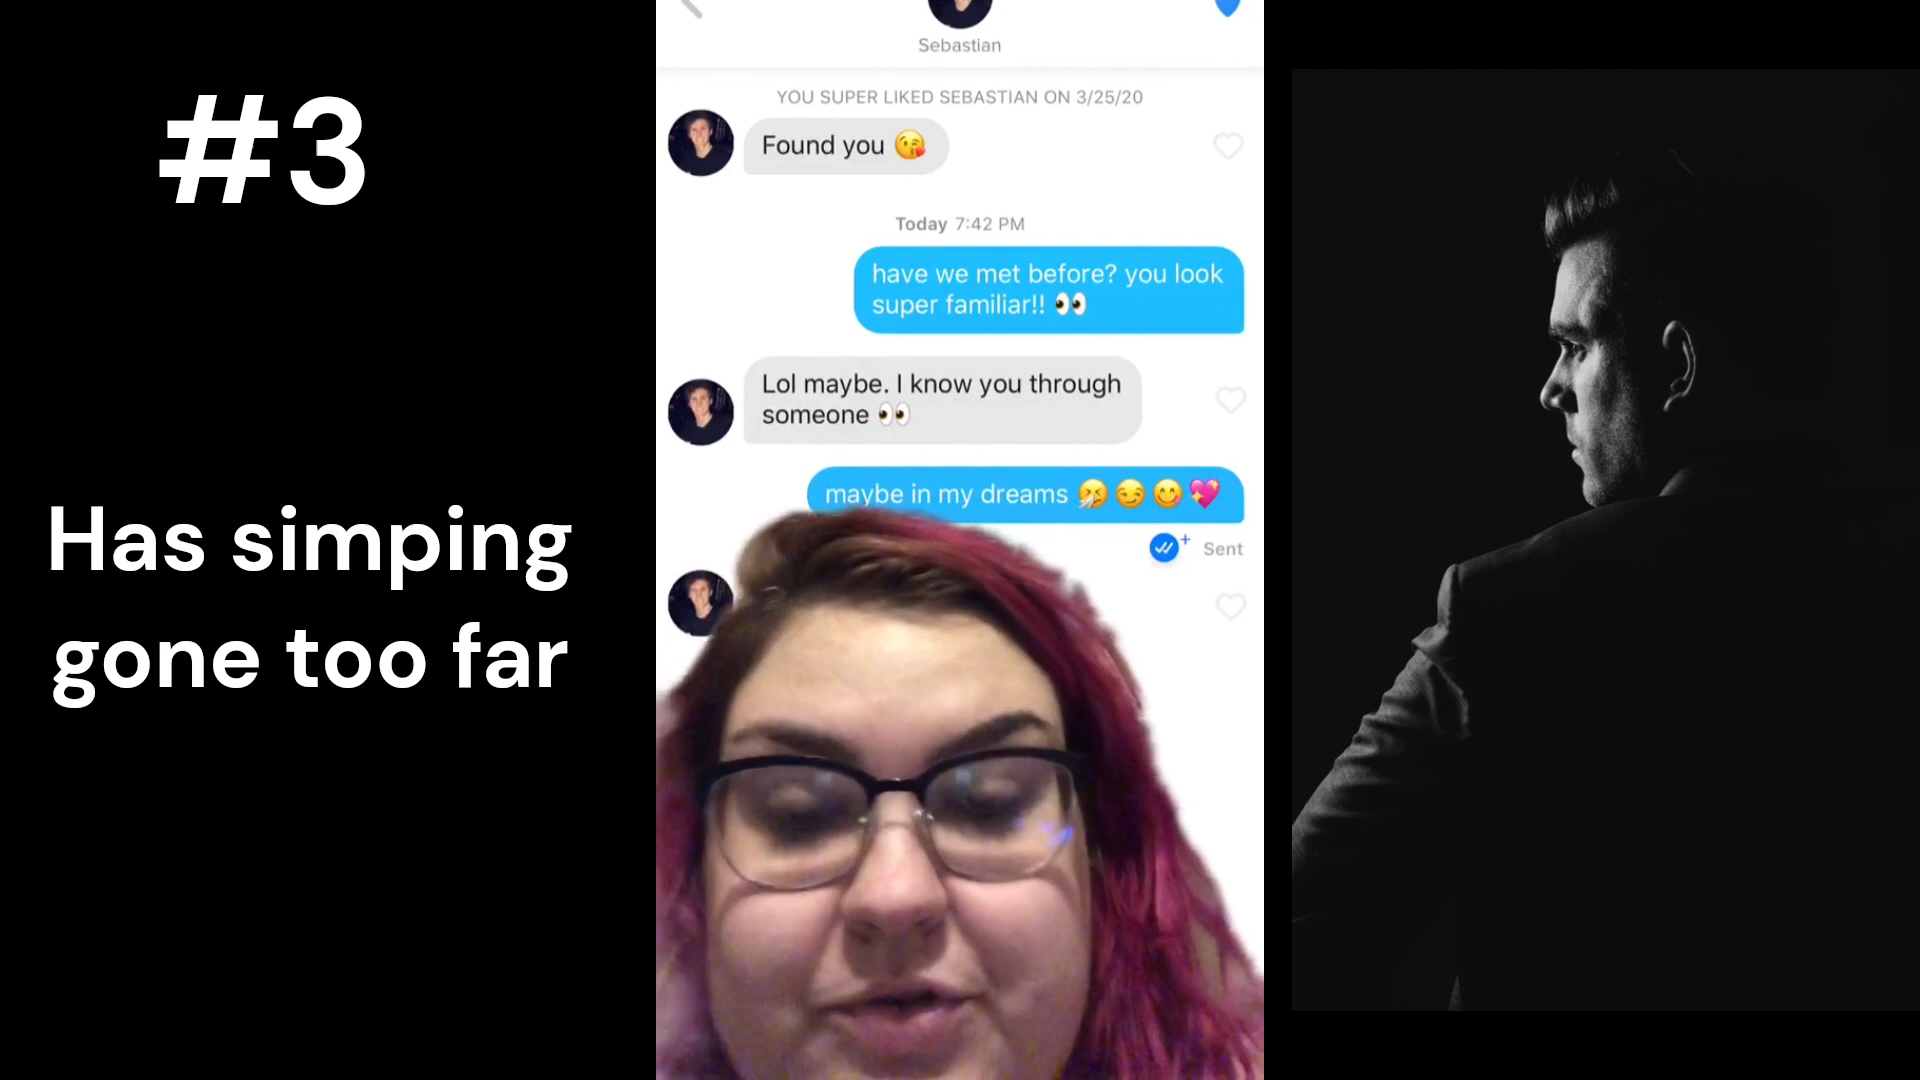 #3
Has simping
gone too far
Sebastian
YOU SUPER LIKED SEBASTIAN ON 3/25/20
Found you 😘
Today 7:42 PM
have we met before? you look
super familiar!! 👀
Lol maybe. I know you through
someone 👀
maybe in my dreams 🤧😏😋💖
Sent